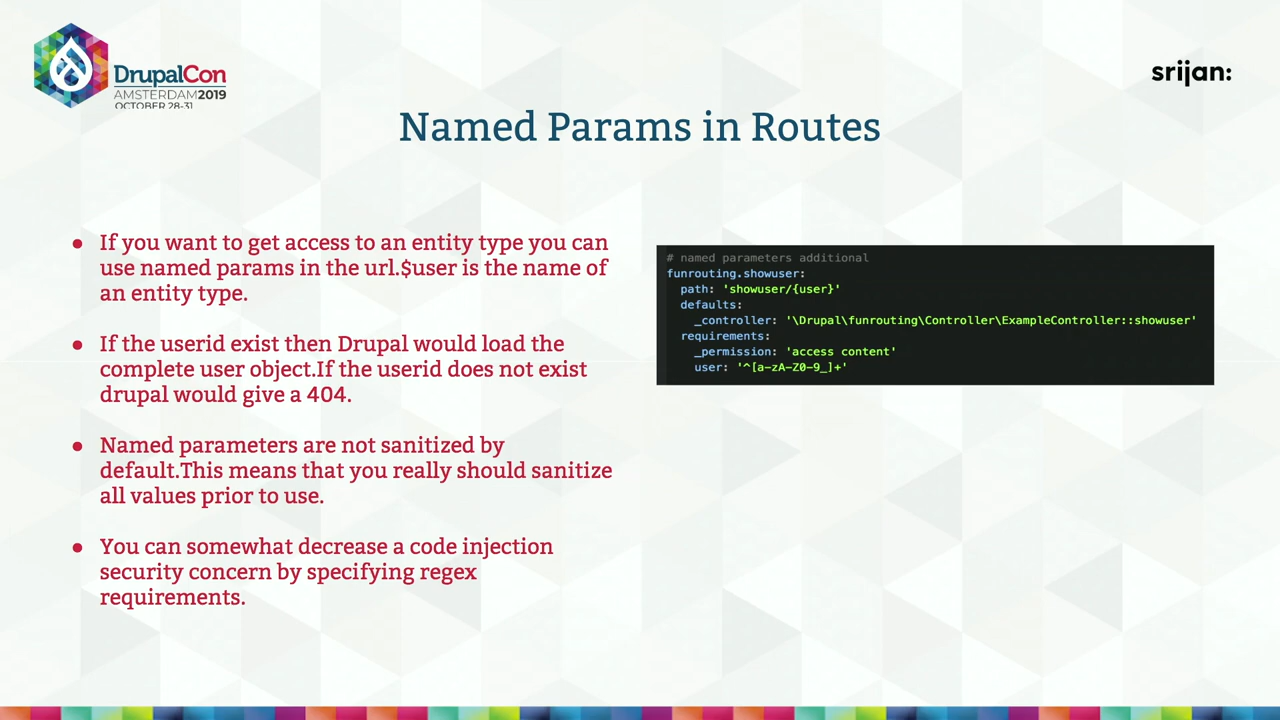 DrupalCon
AMSTERDAM2019
OCTOBER 28-31
srijan:
Named Params in Routes
● If you want to get access to an entity type you can
use named params in the url.$user is the name of
an entity type.
● If the userid exist then Drupal would load the
complete user object.If the userid does not exist
drupal would give a 404.
● Named parameters are not sanitized by
default.This means that you really should sanitize
all values prior to use.
● You can somewhat decrease a code injection
security concern by specifying regex
requirements.
# named parameters additional
funrouting.showuser:
  path: 'showuser/{user}'
  defaults:
    _controller: '\Drupal\funrouting\Controller\ExampleController::showuser'
  requirements:
    _permission: 'access content'
    user: '^[a-zA-Z0-9_]+'